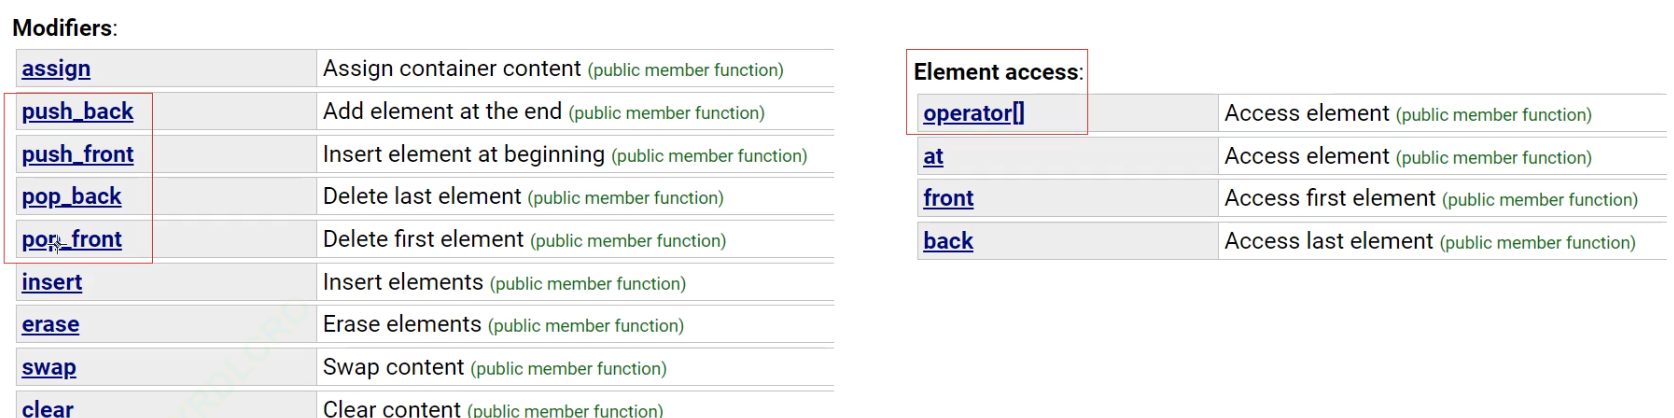 Modifiers:
assign Assign container content (public member function)
push_back Add element at the end (public member function)
push_front Insert element at beginning (public member function)
pop_back Delete last element (public member function)
pop_front Delete first element (public member function)
insert Insert elements (public member function)
erase Erase elements (public member function)
swap Swap content (public member function)
clear Clear content (public member function)
Element access:
operator[] Access element (public member function)
at Access element (public member function)
front Access first element (public member function)
back Access last element (public member function)